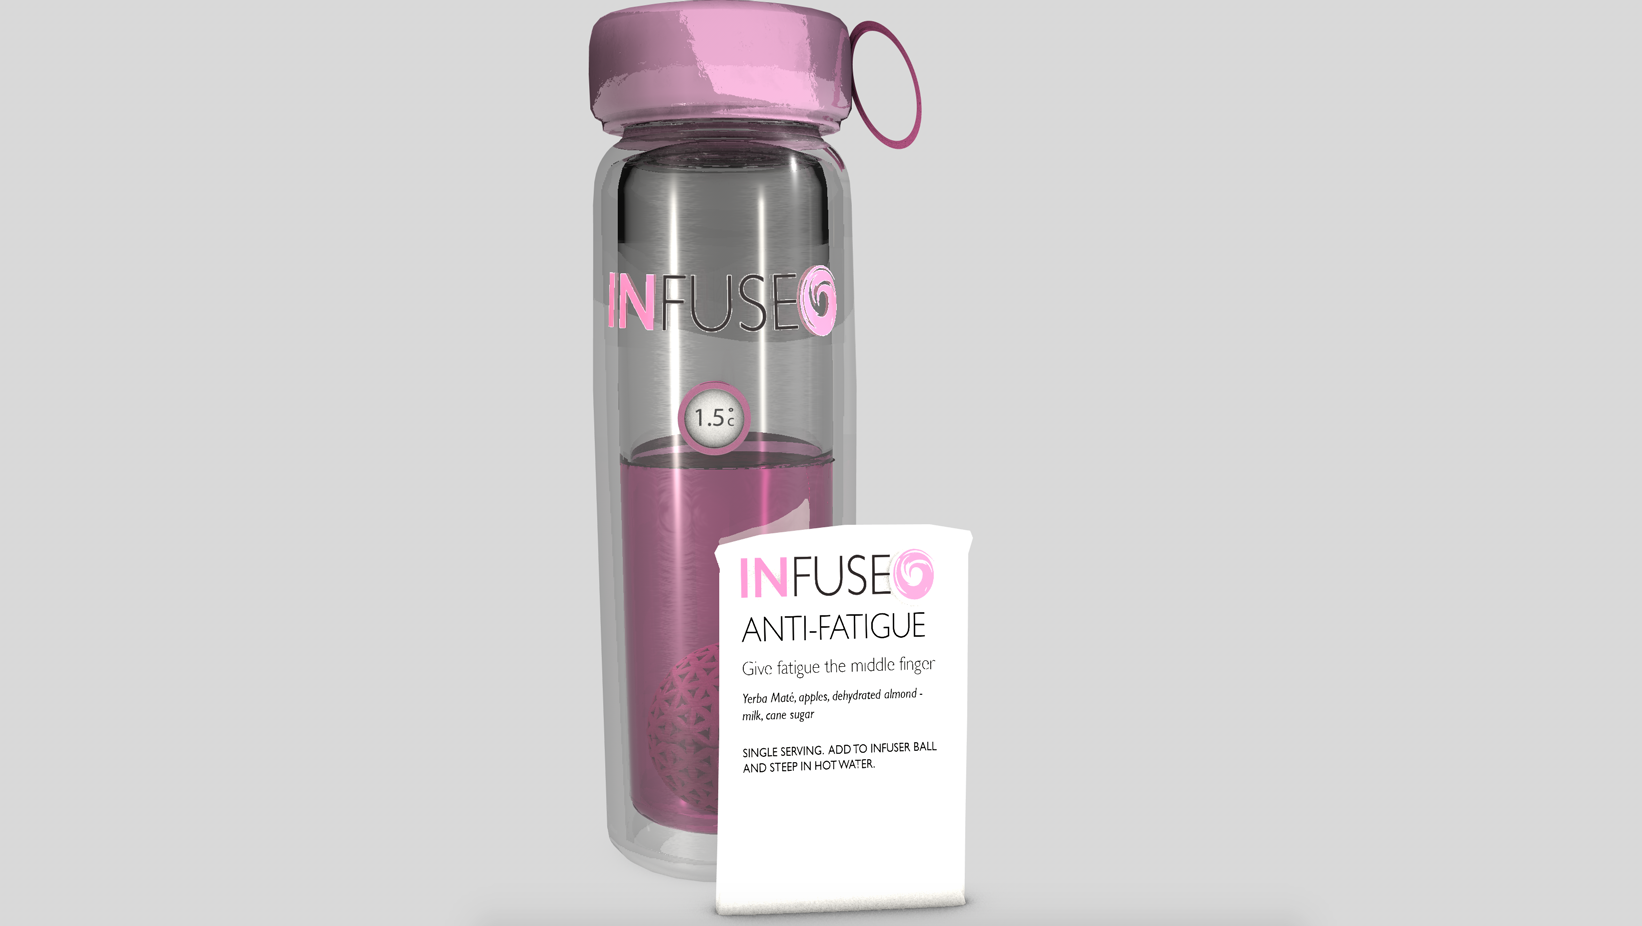 INFUSE
1.5°C
INFUSE
ANTI-FATIGUE
Give fatigue the middle finger
Yerba Maté, apples, dehydrated almond -
milk, cane sugar
SINGLE SERVING. ADD TO INFUSER BALL
AND STEEP IN HOT WATER.